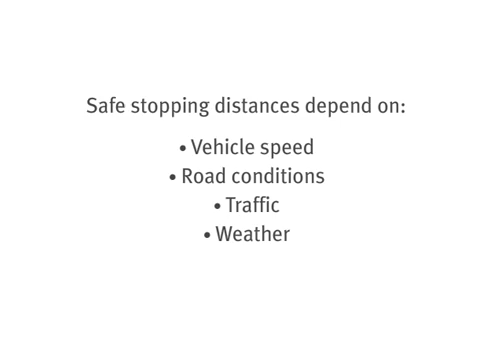 Safe stopping distances depend on:
• Vehicle speed
• Road conditions
• Traffic
• Weather